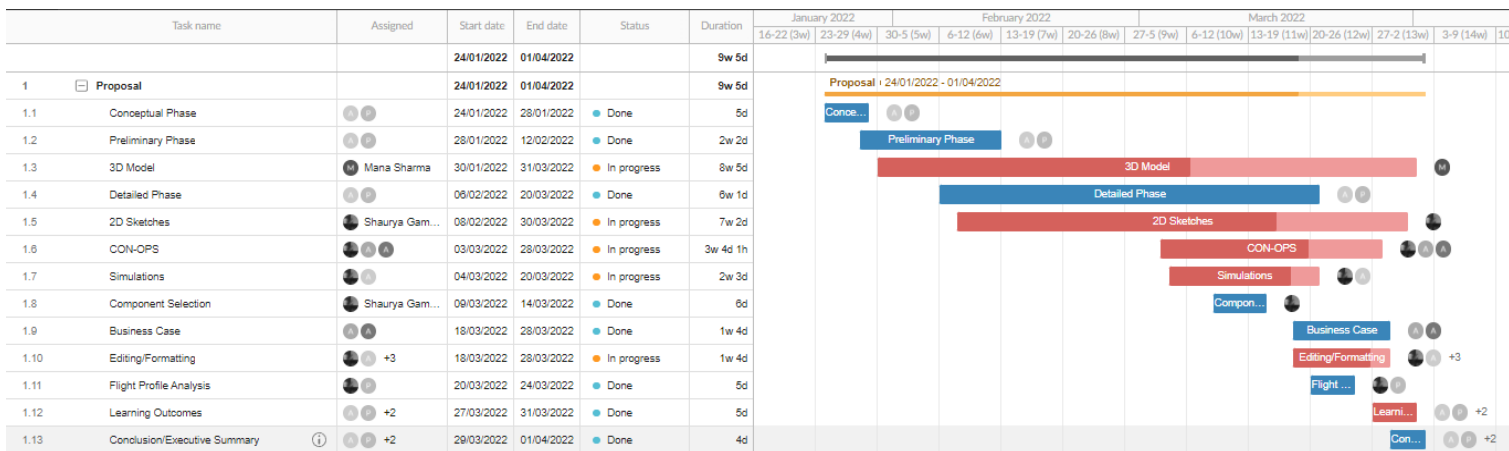 Task name Assigned Start date End date Status Duration January 2022 February 2022 March 2022
16-22 (3w) 23-29 (4w) 30-5 (5w) 6-12 (6w) 13-19 (7w) 20-26 (8w) 27-5 (9w) 6-12 (10w) 13-19 (11w) 20-26 (12w) 27-2 (13w) 3-9 (14w) 10
24/01/2022 01/04/2022 9w 5d
1 Proposal 24/01/2022 01/04/2022 9w 5d Proposal 24/01/2022 - 01/04/2022
1.1 Conceptual Phase A P 24/01/2022 28/01/2022 Done 5d Conce... A P
1.2 Preliminary Phase A P 28/01/2022 12/02/2022 Done 2w 2d Preliminary Phase A P
1.3 3D Model M Mana Sharma 30/01/2022 31/03/2022 In progress 8w 5d 3D Model M
1.4 Detailed Phase A P 06/02/2022 20/03/2022 Done 6w 1d Detailed Phase A P
1.5 2D Sketches Shaurya Gam... 08/02/2022 30/03/2022 In progress 7w 2d 2D Sketches
1.6 CON-OPS A A 03/03/2022 28/03/2022 In progress 3w 4d 1h CON-OPS A A
1.7 Simulations A 04/03/2022 20/03/2022 In progress 2w 3d Simulations A
1.8 Component Selection Shaurya Gam... 09/03/2022 14/03/2022 Done 6d Compon...
1.9 Business Case A A 18/03/2022 28/03/2022 Done 1w 4d Business Case A A
1.10 Editing/Formatting A +3 18/03/2022 28/03/2022 In progress 1w 4d Editing/Formatting A +3
1.11 Flight Profile Analysis P 20/03/2022 24/03/2022 Done 5d Flight ... P
1.12 Learning Outcomes A P +2 27/03/2022 31/03/2022 Done 5d Learni... A P +2
1.13 Conclusion/Executive Summary A P +2 29/03/2022 01/04/2022 Done 4d Con... A P +2